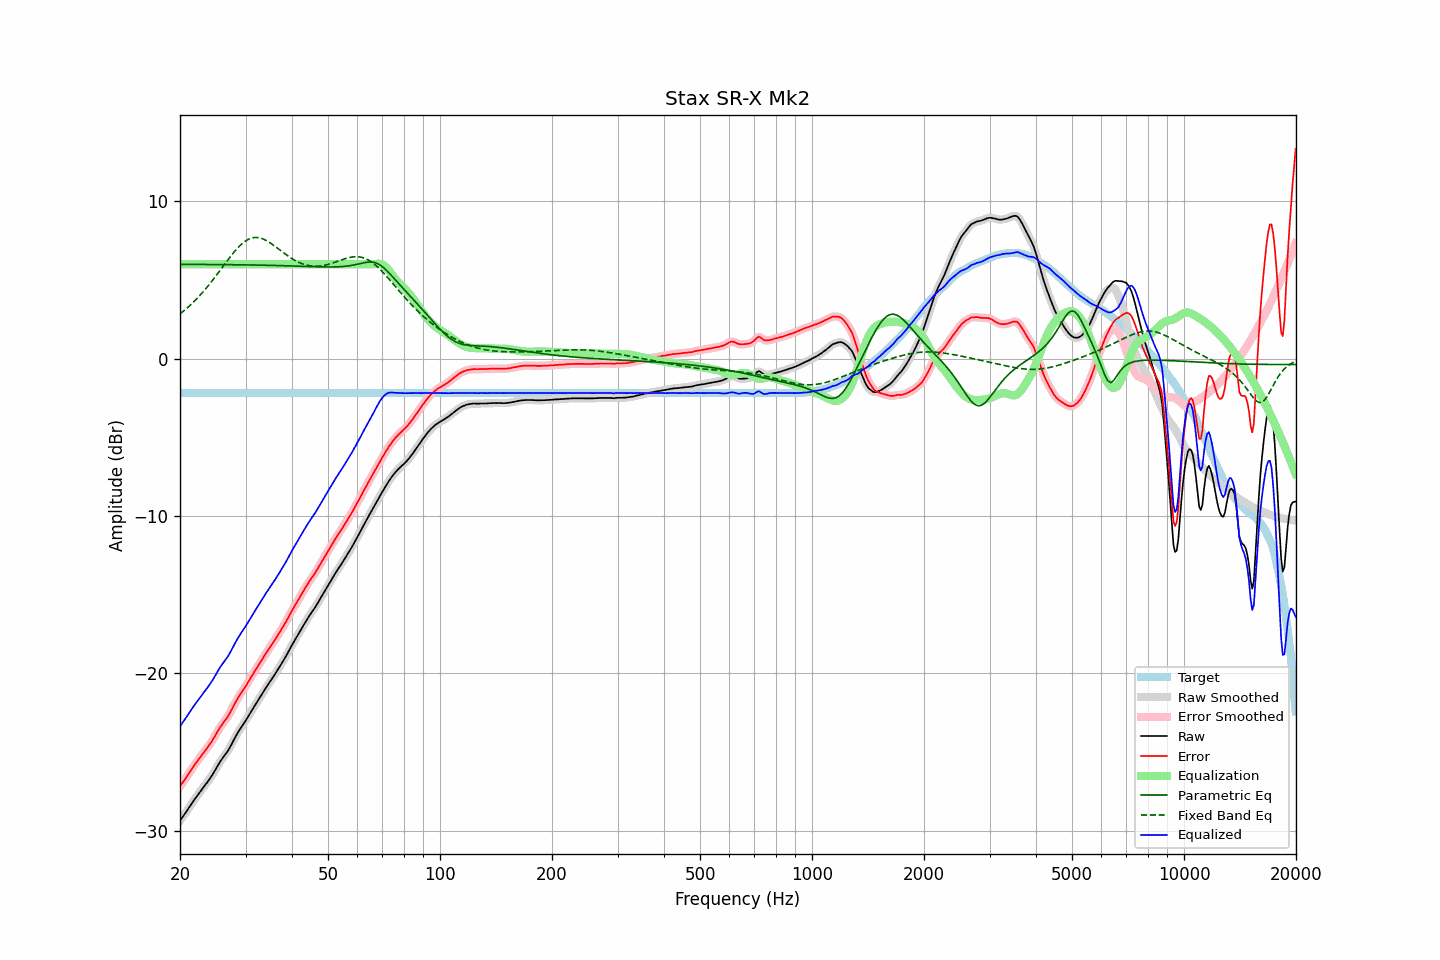 Stax SR-X Mk2
Amplitude (dBr)
10
0
−10
−20
−30
20
50
100
200
500
1000
2000
5000
10000
20000
Frequency (Hz)
Target
Raw Smoothed
Error Smoothed
Raw
Error
Equalization
Parametric Eq
Fixed Band Eq
Equalized